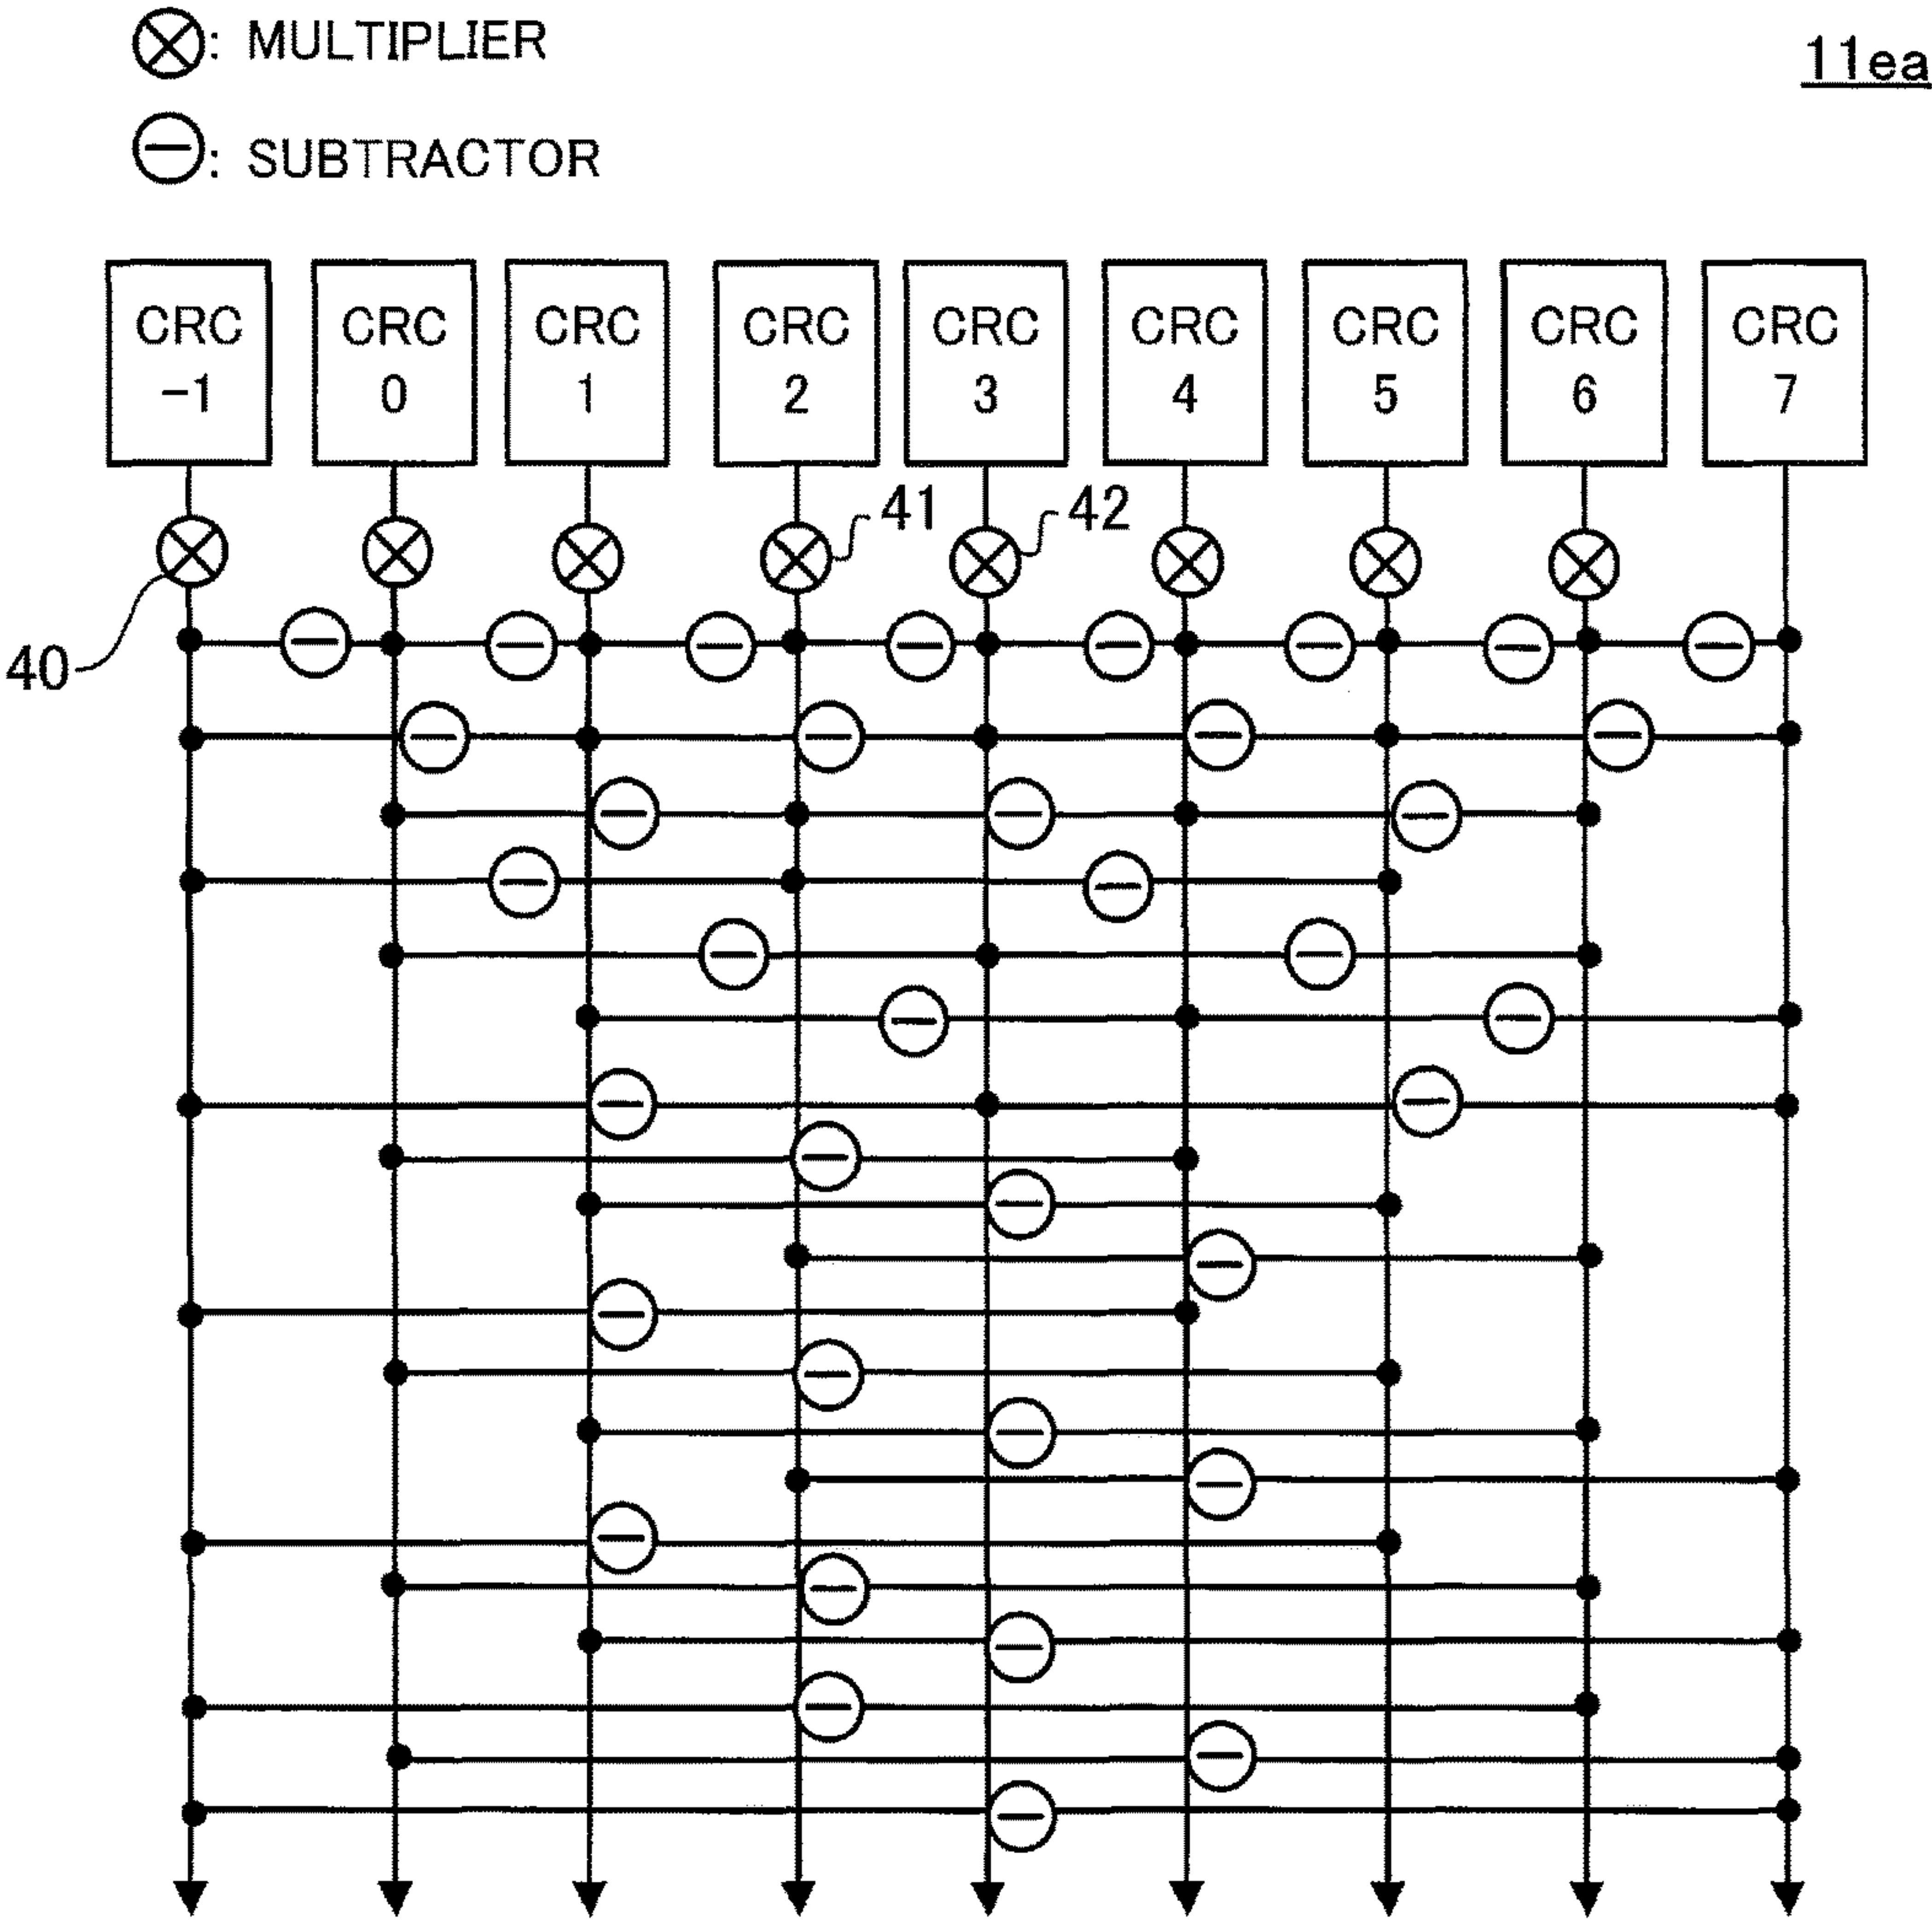 ⊗: MULTIPLIER
11ea
⊖: SUBTRACTOR
CRC -1
CRC 0
CRC 1
CRC 2
CRC 3
CRC 4
CRC 5
CRC 6
CRC 7
41
42
40